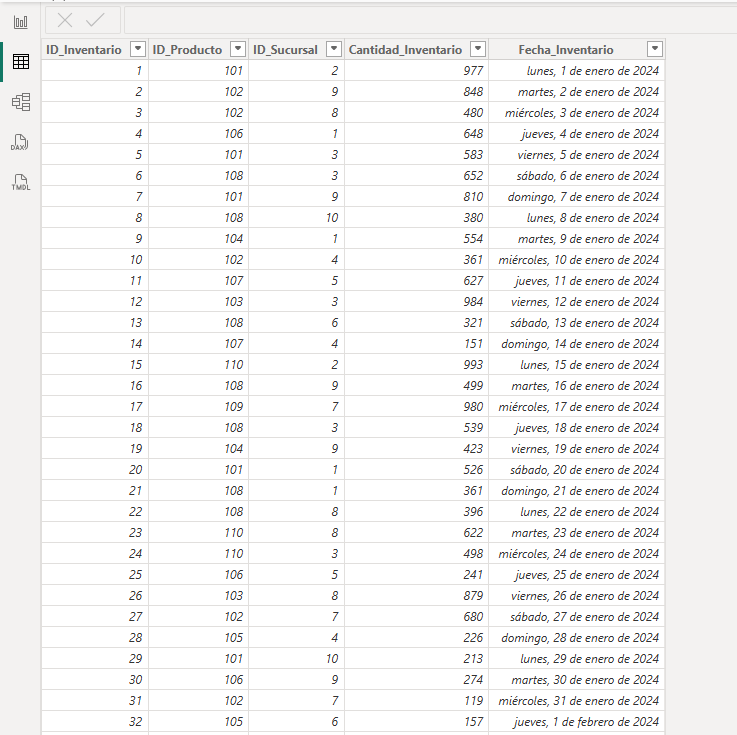 ID_Inventario ID_Producto ID_Sucursal Cantidad_Inventario Fecha_Inventario
1 101 2 977 lunes, 1 de enero de 2024
2 102 9 848 martes, 2 de enero de 2024
3 102 8 480 miércoles, 3 de enero de 2024
4 106 1 648 jueves, 4 de enero de 2024
5 101 3 583 viernes, 5 de enero de 2024
6 108 3 652 sábado, 6 de enero de 2024
7 101 9 810 domingo, 7 de enero de 2024
8 108 10 380 lunes, 8 de enero de 2024
9 104 1 554 martes, 9 de enero de 2024
10 102 4 361 miércoles, 10 de enero de 2024
11 107 5 627 jueves, 11 de enero de 2024
12 103 3 984 viernes, 12 de enero de 2024
13 108 6 321 sábado, 13 de enero de 2024
14 107 4 151 domingo, 14 de enero de 2024
15 110 2 993 lunes, 15 de enero de 2024
16 108 9 499 martes, 16 de enero de 2024
17 109 7 980 miércoles, 17 de enero de 2024
18 108 3 539 jueves, 18 de enero de 2024
19 104 9 423 viernes, 19 de enero de 2024
20 101 1 526 sábado, 20 de enero de 2024
21 108 1 361 domingo, 21 de enero de 2024
22 108 8 396 lunes, 22 de enero de 2024
23 110 8 622 martes, 23 de enero de 2024
24 110 3 498 miércoles, 24 de enero de 2024
25 106 5 241 jueves, 25 de enero de 2024
26 103 8 879 viernes, 26 de enero de 2024
27 102 7 680 sábado, 27 de enero de 2024
28 105 4 226 domingo, 28 de enero de 2024
29 101 10 213 lunes, 29 de enero de 2024
30 106 9 274 martes, 30 de enero de 2024
31 102 7 119 miércoles, 31 de enero de 2024
32 105 6 157 jueves, 1 de febrero de 2024
DAX
TMDL